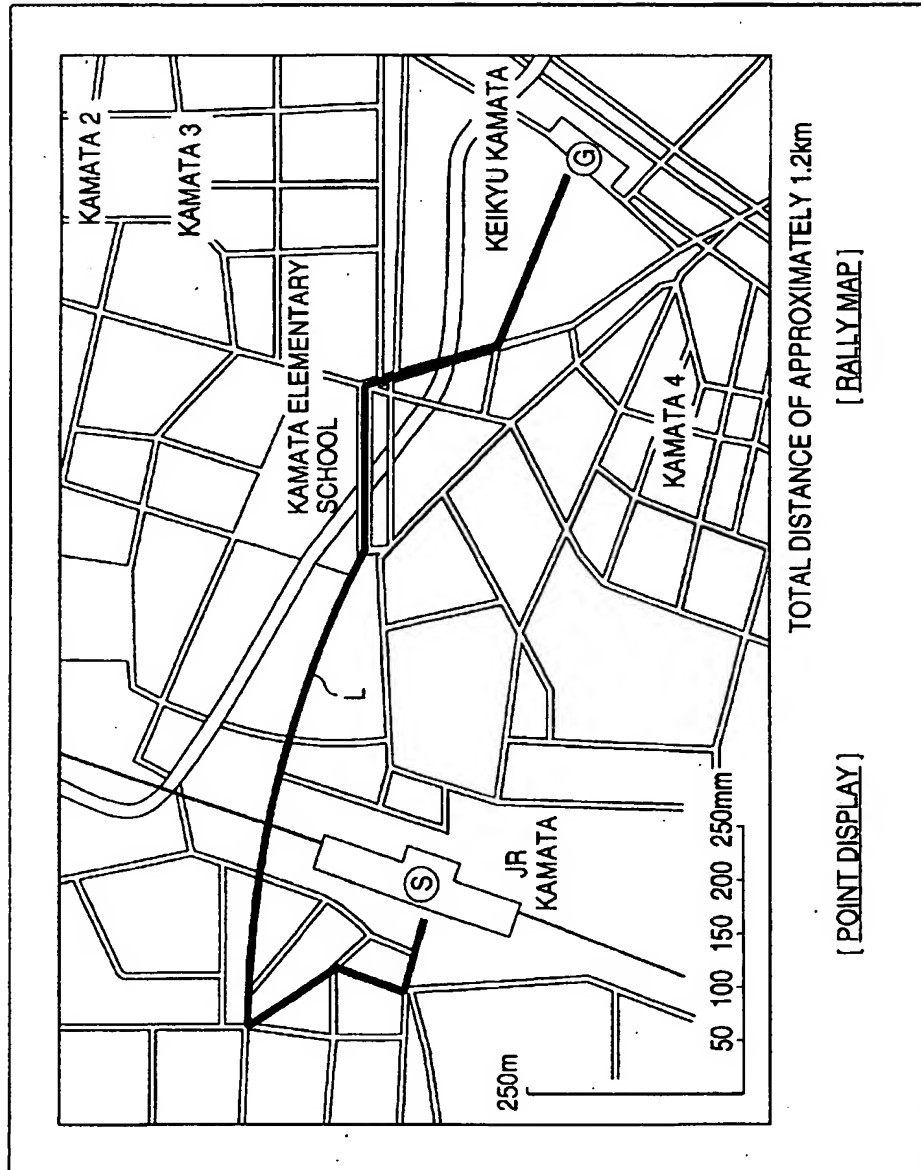 KAMATA 2
KAMATA 3
KEIKYU KAMATA
G
KAMATA ELEMENTARY
SCHOOL
KAMATA 4
L
S
JR
KAMATA
250m
50 100 150 200 250mm
TOTAL DISTANCE OF APPROXIMATELY 1.2km
[ POINT DISPLAY ]
[ RALLY MAP ]